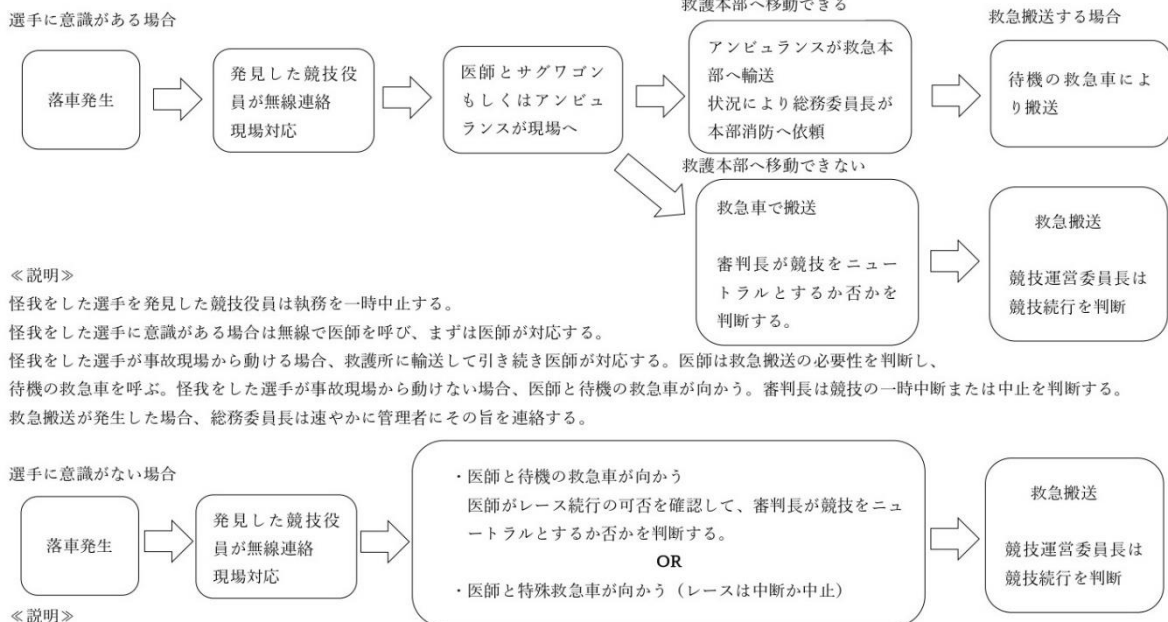 選手に意識がある場合
落車発生
発見した競技役
員が無線連絡
現場対応
医師とサグワゴン
もしくはアンビュ
ランスが現場へ
救護本部へ移動できる
アンビュランスが救急本
部へ輸送
状況により総務委員長が
本部消防へ依頼
救急搬送する場合
待機の救急車によ
り搬送
救護本部へ移動できない
救急車で搬送
審判長が競技をニュー
トラルとするか否かを
判断する。
救急搬送
競技運営委員長は
競技続行を判断
≪説明≫
怪我をした選手を発見した競技役員は執務を一時中止する。
怪我をした選手に意識がある場合は無線で医師を呼び、まずは医師が対応する。
怪我をした選手が事故現場から動ける場合、救護所に輸送して引き続き医師が対応する。医師は救急搬送の必要性を判断し、
待機の救急車を呼ぶ。怪我をした選手が事故現場から動けない場合、医師と待機の救急車が向かう。審判長は競技の一時中断または中止を判断する。
救急搬送が発生した場合、総務委員長は速やかに管理者にその旨を連絡する。
選手に意識がない場合
落車発生
発見した競技役
員が無線連絡
現場対応
・医師と待機の救急車が向かう
医師がレース続行の可否を確認して、審判長が競技をニュ
ートラルとするか否かを判断する。
OR
・医師と特殊救急車が向かう（レースは中断か中止）
救急搬送
競技運営委員長は
競技続行を判断
≪説明≫